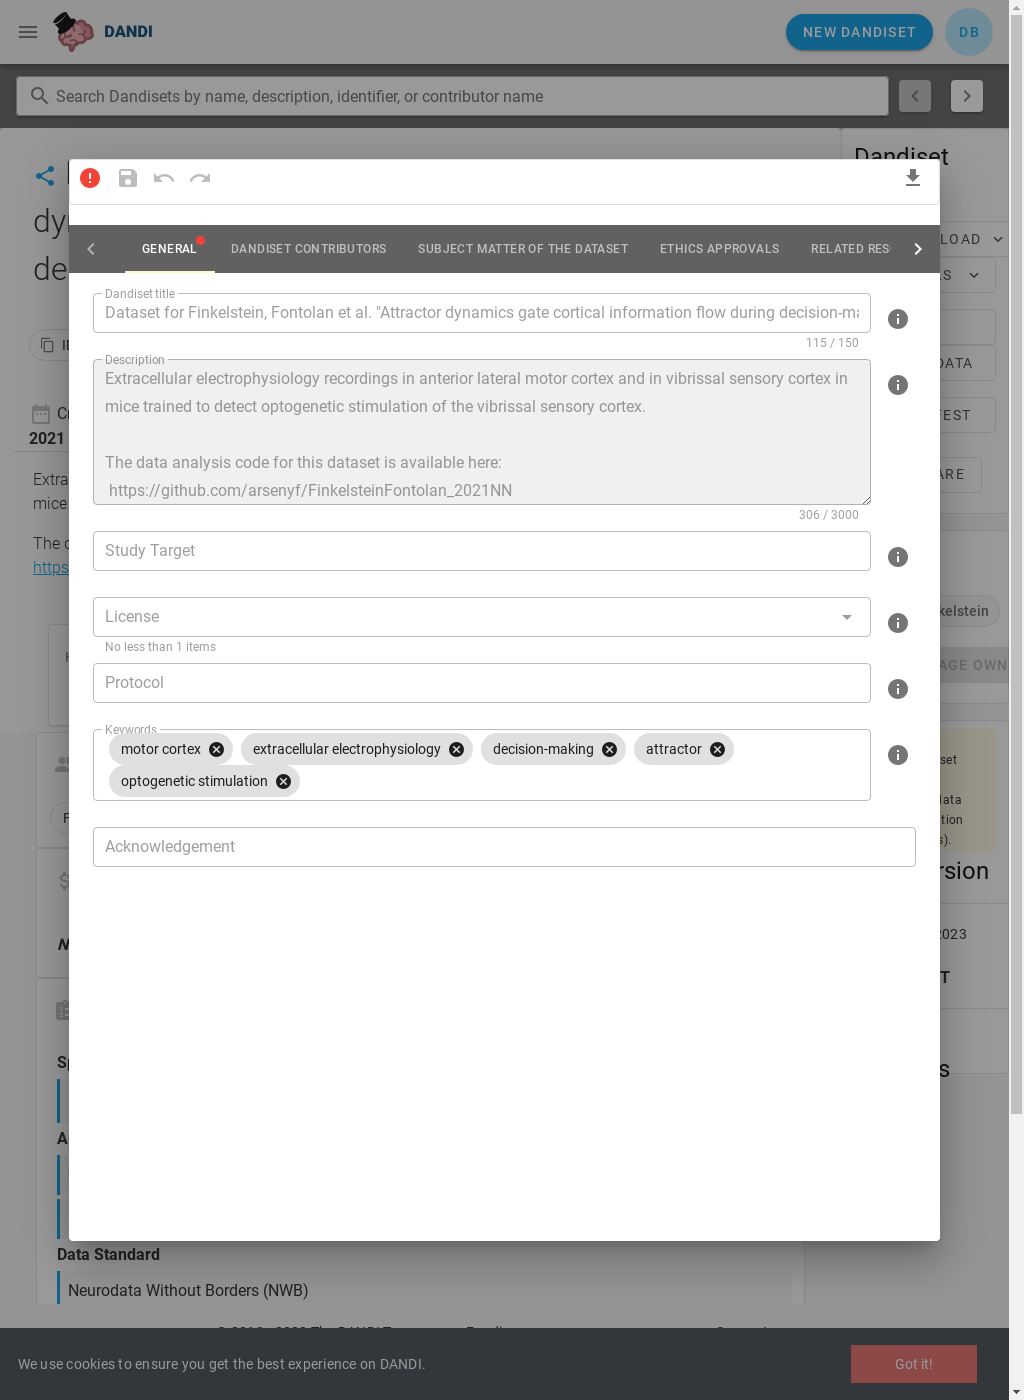 DANDI
NEW DANDISET
DB
Search Dandisets by name, description, identifier, or contributor name
Dandiset
GENERAL
DANDISET CONTRIBUTORS
SUBJECT MATTER OF THE DATASET
ETHICS APPROVALS
RELATED RES
LOAD
Dandiset title
Dataset for Finkelstein, Fontolan et al. "Attractor dynamics gate cortical information flow during decision-ma
115 / 150
Description
Extracellular electrophysiology recordings in anterior lateral motor cortex and in vibrissal sensory cortex in
mice trained to detect optogenetic stimulation of the vibrissal sensory cortex.
The data analysis code for this dataset is available here:
https://github.com/arsenyf/FinkelsteinFontolan_2021NN
306 / 3000
DATA
2021
Extra
mice
The d
https
Study Target
License
No less than 1 items
Protocol
Keywords
motor cortex
extracellular electrophysiology
decision-making
attractor
optogenetic stimulation
Acknowledgement
ARE
kelstein
AGE OWN
set
ata
tion
s).
rsion
2023
T
s
Data Standard
Neurodata Without Borders (NWB)
We use cookies to ensure you get the best experience on DANDI.
Got it!